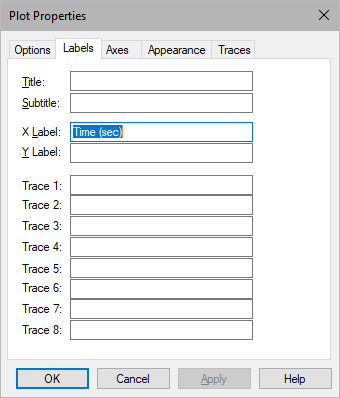 Plot Properties
Options Labels Axes Appearance Traces
Title:
Subtitle:
X Label: Time (sec)
Y Label:
Trace 1:
Trace 2:
Trace 3:
Trace 4:
Trace 5:
Trace 6:
Trace 7:
Trace 8:
OK Cancel Apply Help